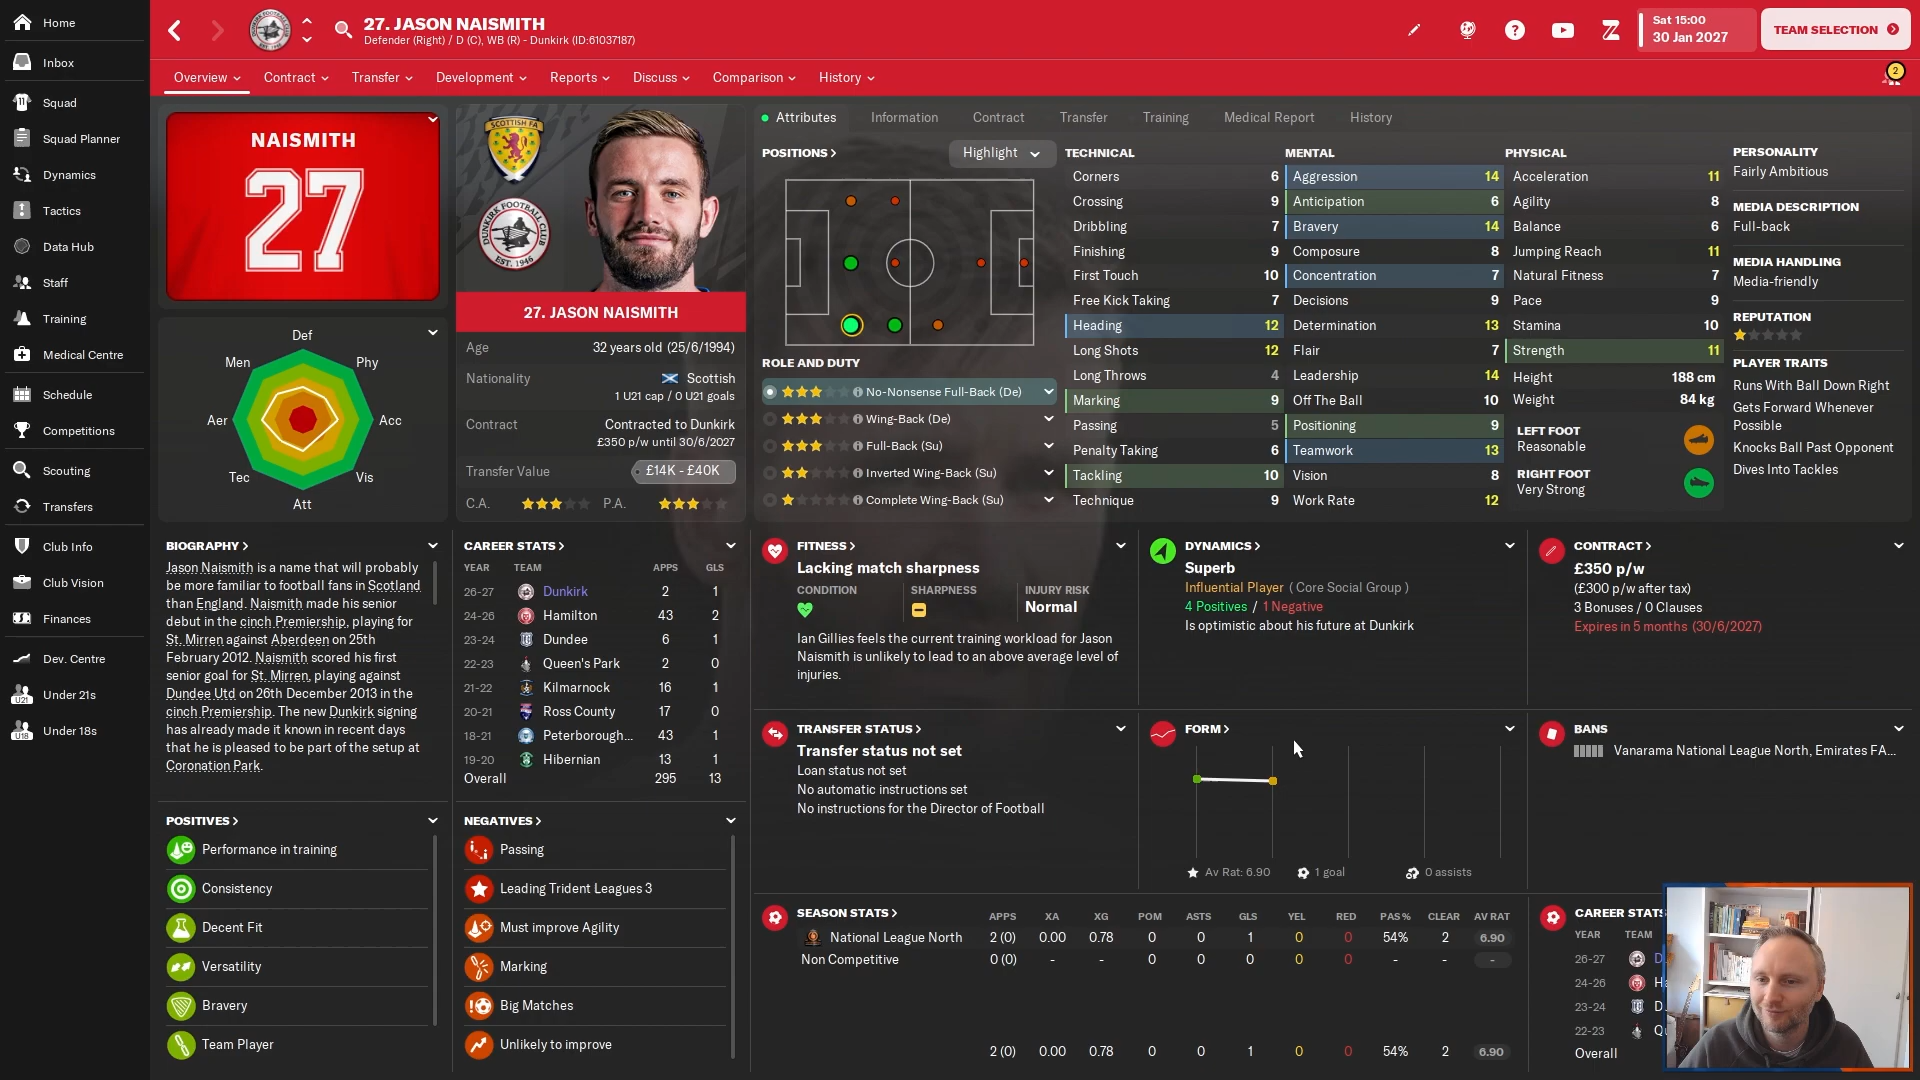 Home
Inbox
Squad
Squad Planner
Dynamics
Tactics
Data Hub
Staff
Training
Medical Centre
Schedule
Competitions
Scouting
Transfers
Club Info
Club Vision
Finances
Dev. Centre
Under 21s
Under 18s
27. JASON NAISMITH
Defender (Right) / D (C), WB (R) - Dunkirk (ID:61037187)
Sat 15:00
30 Jan 2027
TEAM SELECTION
Overview Contract Transfer Development Reports Discuss Comparison History
2
NAISMITH
27
Def
Phy
Acc
Vis
Att
Tec
Aer
Men
SCOTTISH FA
DUNKIRK FOOTBALL CLUB
EST. 1946
27. JASON NAISMITH
Age 32 years old (25/6/1994)
Nationality Scottish
1 U21 cap / 0 U21 goals
Contract Contracted to Dunkirk
£350 p/w until 30/6/2027
Transfer Value £14K - £40K
C.A. P.A.
Attributes Information Contract Transfer Training Medical Report History
POSITIONS Highlight
ROLE AND DUTY
No-Nonsense Full-Back (De)
Wing-Back (De)
Full-Back (Su)
Inverted Wing-Back (Su)
Complete Wing-Back (Su)
TECHNICAL
Corners 6
Crossing 9
Dribbling 7
Finishing 9
First Touch 10
Free Kick Taking 7
Heading 12
Long Shots 12
Long Throws 4
Marking 9
Passing 5
Penalty Taking 6
Tackling 10
Technique 9
MENTAL
Aggression 14
Anticipation 6
Bravery 14
Composure 8
Concentration 7
Decisions 9
Determination 13
Flair 7
Leadership 14
Off The Ball 10
Positioning 9
Teamwork 13
Vision 8
Work Rate 12
PHYSICAL
Acceleration 11
Agility 8
Balance 6
Jumping Reach 11
Natural Fitness 7
Pace 9
Stamina 10
Strength 11
Height 188 cm
Weight 84 kg
LEFT FOOT
Reasonable
RIGHT FOOT
Very Strong
PERSONALITY
Fairly Ambitious
MEDIA DESCRIPTION
Full-back
MEDIA HANDLING
Media-friendly
REPUTATION
PLAYER TRAITS
Runs With Ball Down Right
Gets Forward Whenever
Possible
Knocks Ball Past Opponent
Dives Into Tackles
BIOGRAPHY
Jason Naismith is a name that will probably
be more familiar to football fans in Scotland
than England. Naismith made his senior
debut in the cinch Premiership, playing for
St. Mirren against Aberdeen on 25th
February 2012. Naismith scored his first
senior goal for St. Mirren, playing against
Dundee Utd on 26th December 2013 in the
cinch Premiership. The new Dunkirk signing
has already made it known in recent days
that he is pleased to be part of the setup at
Coronation Park.
CAREER STATS
YEAR TEAM APPS GLS
26-27 Dunkirk 2 1
24-26 Hamilton 43 2
23-24 Dundee 6 1
22-23 Queen's Park 2 0
21-22 Kilmarnock 16 1
20-21 Ross County 17 0
18-21 Peterborough... 43 1
19-20 Hibernian 13 1
Overall 295 13
FITNESS
Lacking match sharpness
CONDITION SHARPNESS INJURY RISK
Normal
Ian Gillies feels the current training workload for Jason
Naismith is unlikely to lead to an above average level of
injuries.
DYNAMICS
Superb
Influential Player ( Core Social Group )
4 Positives / 1 Negative
Is optimistic about his future at Dunkirk
CONTRACT
£350 p/w
(£300 p/w after tax)
3 Bonuses / 0 Clauses
Expires in 5 months (30/6/2027)
TRANSFER STATUS
Transfer status not set
Loan status not set
No automatic instructions set
No instructions for the Director of Football
FORM
Av Rat: 6.90 1 goal 0 assists
BANS
Vanarama National League North, Emirates FA...
POSITIVES
Performance in training
Consistency
Decent Fit
Versatility
Bravery
Team Player
NEGATIVES
Passing
Leading Trident Leagues 3
Must improve Agility
Marking
Big Matches
Unlikely to improve
SEASON STATS APPS XA XG POM ASTS GLS YEL RED PAS % CLEAR AV RAT
National League North 2 (0) 0.00 0.78 0 0 1 0 0 54% 2 6.90
Non Competitive 0 (0) - - 0 0 0 0 0 - - -
2 (0) 0.00 0.78 0 0 1 0 0 54% 2 6.90
CAREER STATS
YEAR TEAM
26-27
24-26
23-24
22-23
Overall